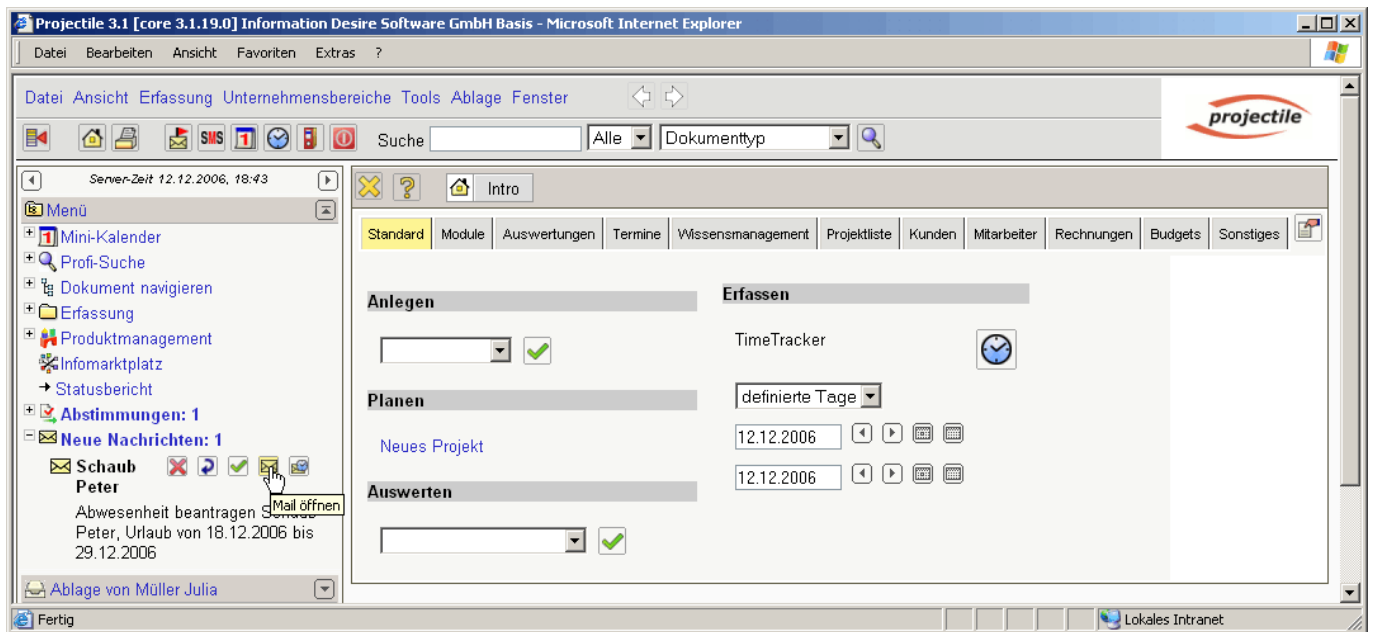 Projectile 3.1 [core 3.1.19.0] Information Desire Software GmbH Basis - Microsoft Internet Explorer
Datei Bearbeiten Ansicht Favoriten Extras ?
Datei Ansicht Erfassung Unternehmensbereiche Tools Ablage Fenster
projectile
SMS 1 Suche Alle Dokumenttyp
Server-Zeit 12.12.2006, 18:43
Intro
Menü
Standard Module Auswertungen Termine Wissensmanagement Projektliste Kunden Mitarbeiter Rechnungen Budgets Sonstiges
1 Mini-Kalender
Profi-Suche
Dokument navigieren
Erfassung
Produktmanagement
Infomarktplatz
Statusbericht
Abstimmungen: 1
Neue Nachrichten: 1
Schaub
Peter
Mail öffnen
Abwesenheit beantragen Schaub
Peter, Urlaub von 18.12.2006 bis
29.12.2006
Ablage von Müller Julia
Anlegen
Planen
Neues Projekt
Auswerten
Erfassen
TimeTracker
definierte Tage
12.12.2006
12.12.2006
Fertig
Lokales Intranet